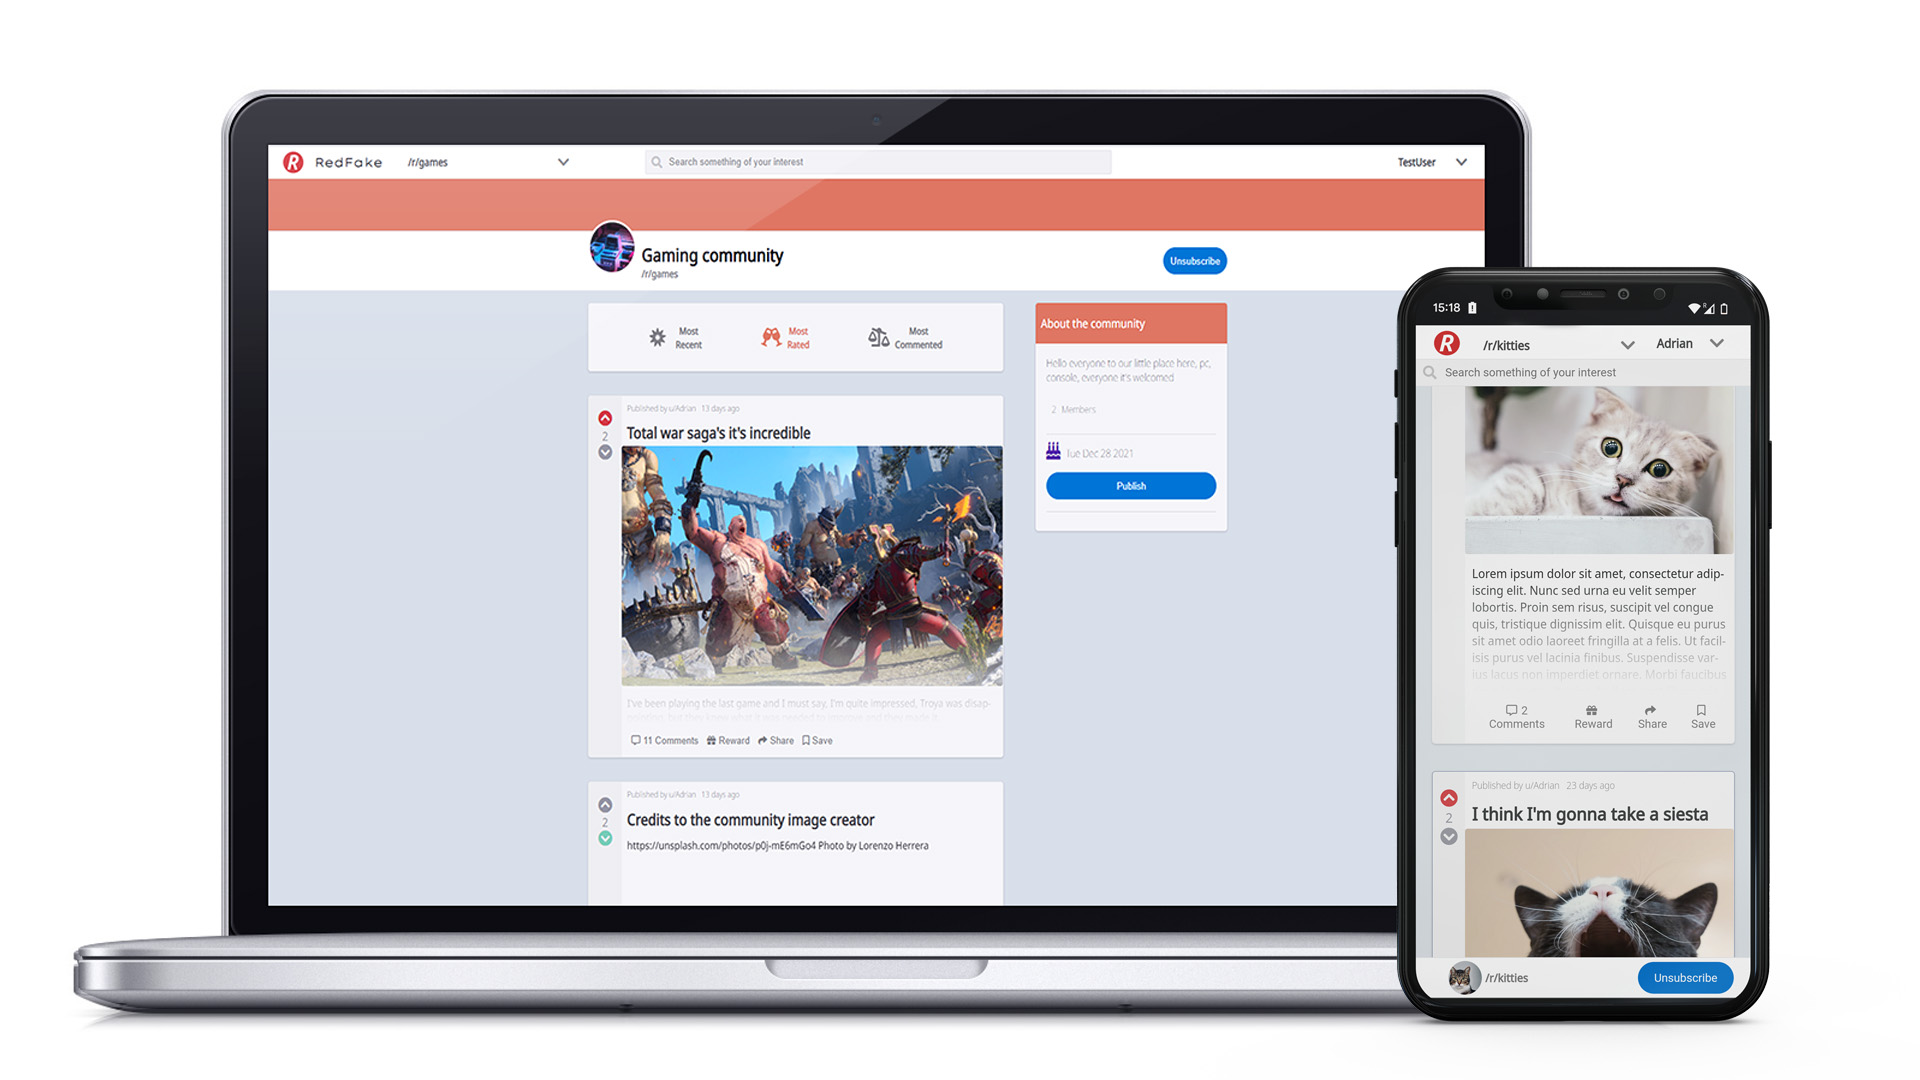 R RedFake /r/games Search something of your interest TestUser
Gaming community
/r/games
Unsubscribe
Most Recent
Most Rated
Most Commented
Published by u/Adrian 13 days ago
2
Total war saga's it's incredible
I've been playing the last game and I must say, I'm quite impressed, Troya was disap-
11 Comments Reward Share Save
Published by u/Adrian 13 days ago
2
Credits to the community image creator
https://unsplash.com/photos/p0j-mE6mGo4 Photo by Lorenzo Herrera
About the community
Hello everyone to our little place here, pc,
console, everyone it's welcomed
2 Members
Tue Dec 28 2021
Publish
15:18
R /r/kitties Adrian
Search something of your interest
Lorem ipsum dolor sit amet, consectetur adip-
iscing elit. Nunc sed urna eu velit semper
lobortis. Proin sem risus, suscipit vel congue
quis, tristique dignissim elit. Quisque eu purus
sit amet odio laoreet fringilla at a felis. Ut facil-
isis purus vel lacinia finibus. Suspendisse var-
ius lacus non imperdiet ornare. Morbi faucibus
2 Comments
Reward
Share
Save
Published by u/Adrian 23 days ago
2
I think I'm gonna take a siesta
/r/kitties
Unsubscribe